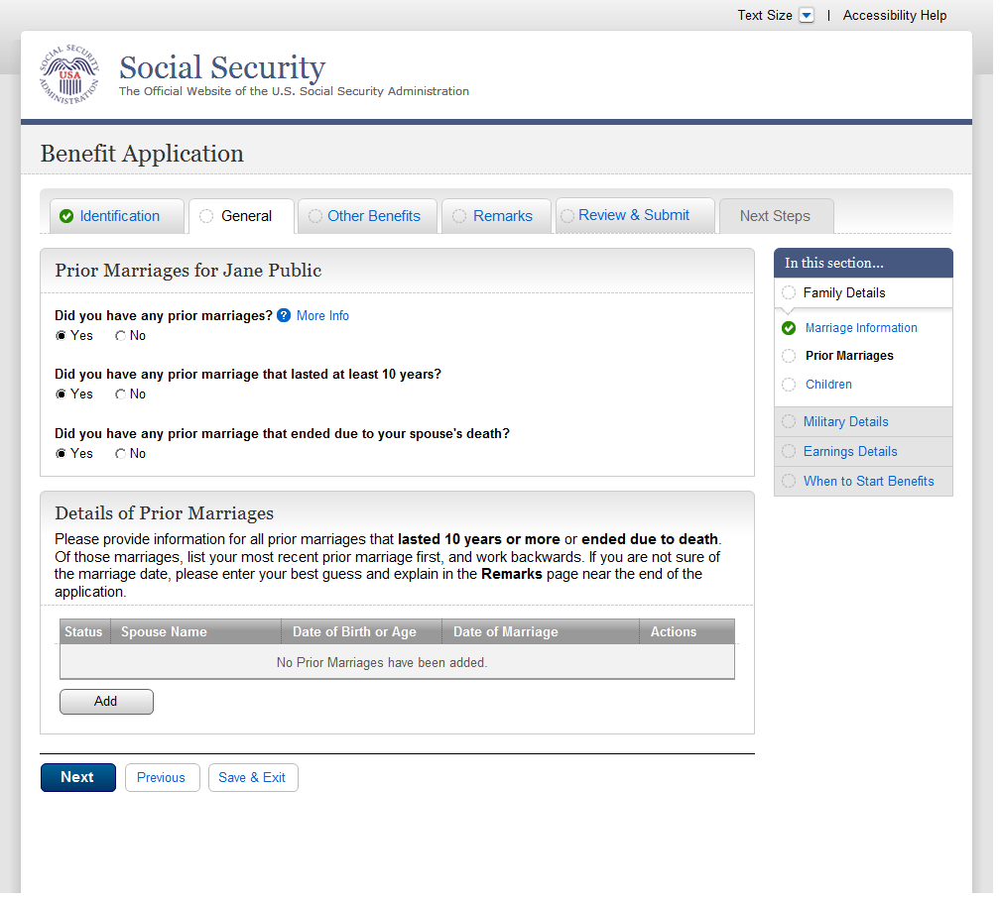 Text Size | Accessibility Help
SOCIAL SECURITY ADMINISTRATION
USA
Social Security
The Official Website of the U.S. Social Security Administration
Benefit Application
Identification General Other Benefits Remarks Review & Submit Next Steps
Prior Marriages for Jane Public
Did you have any prior marriages? ? More Info
Yes No
Did you have any prior marriage that lasted at least 10 years?
Yes No
Did you have any prior marriage that ended due to your spouse's death?
Yes No
Details of Prior Marriages
Please provide information for all prior marriages that lasted 10 years or more or ended due to death.
Of those marriages, list your most recent prior marriage first, and work backwards. If you are not sure of
the marriage date, please enter your best guess and explain in the Remarks page near the end of the
application.
Status Spouse Name Date of Birth or Age Date of Marriage Actions
No Prior Marriages have been added.
Add
Next Previous Save & Exit
In this section...
Family Details
Marriage Information
Prior Marriages
Children
Military Details
Earnings Details
When to Start Benefits